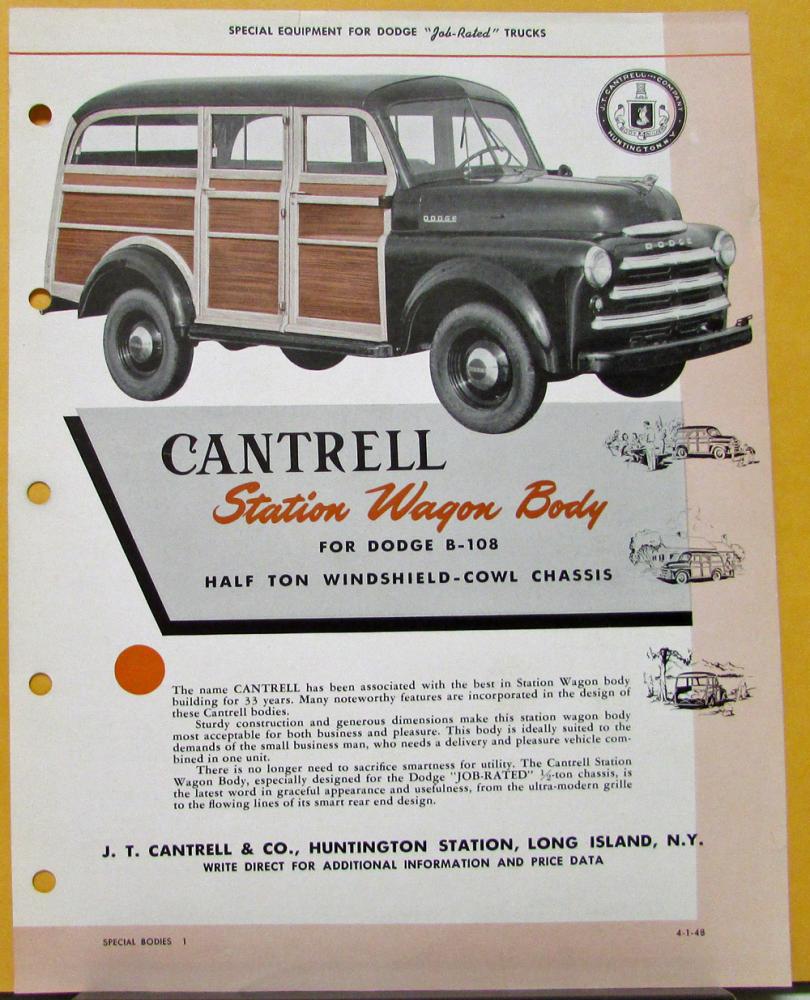 SPECIAL EQUIPMENT FOR DODGE "Job-Rated" TRUCKS
J. T. CANTRELL COMPANY
HUNTINGTON N.Y.
DODGE
DODGE
CANTRELL
Station Wagon Body
FOR DODGE B-108
HALF TON WINDSHIELD-COWL CHASSIS
The name CANTRELL has been associated with the best in Station Wagon body
building for 33 years. Many noteworthy features are incorporated in the design of
these Cantrell bodies.
Sturdy construction and generous dimensions make this station wagon body
most acceptable for both business and pleasure. This body is ideally suited to the
demands of the small business man, who needs a delivery and pleasure vehicle com-
bined in one unit.
There is no longer need to sacrifice smartness for utility. The Cantrell Station
Wagon Body, especially designed for the Dodge "JOB-RATED" ½-ton chassis, is
the latest word in graceful appearance and usefulness, from the ultra-modern grille
to the flowing lines of its smart rear end design.
J. T. CANTRELL & CO., HUNTINGTON STATION, LONG ISLAND, N.Y.
WRITE DIRECT FOR ADDITIONAL INFORMATION AND PRICE DATA
SPECIAL BODIES 1
4-1-48